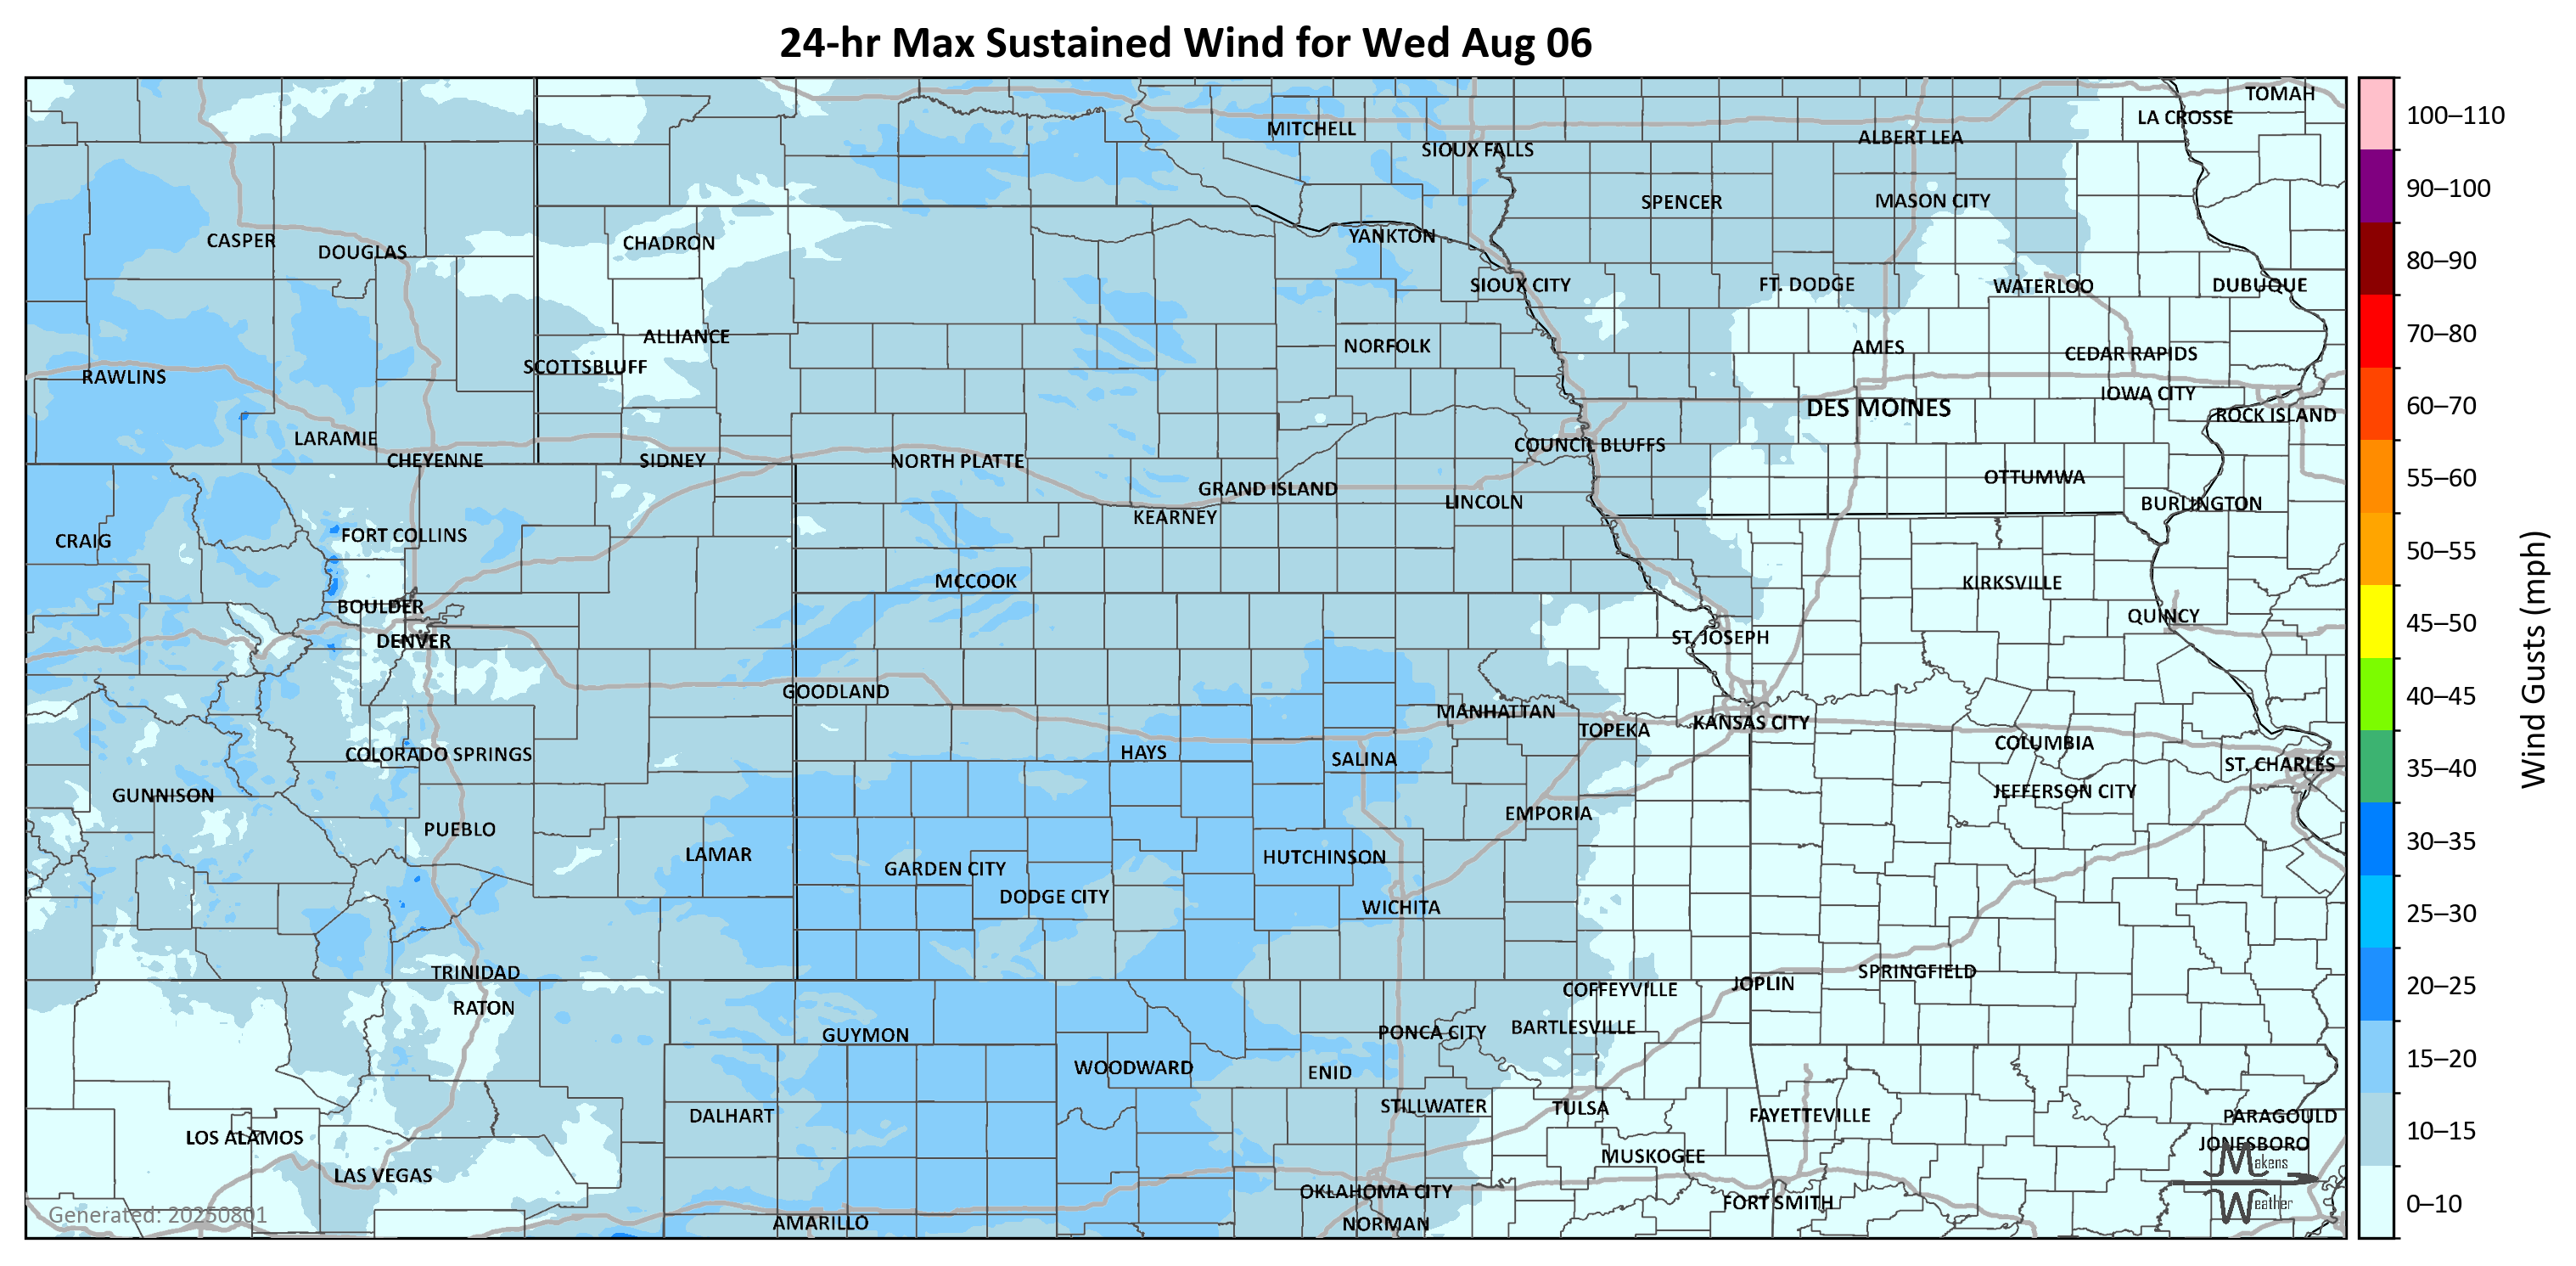 24-hr Max Sustained Wind for Wed Aug 06
TOMAH
LA CROSSE
MITCHELL
ALBERT LEA
SIOUX FALLS
SPENCER
MASON CITY
CASPER
DOUGLAS
CHADRON
YANKTON
SIOUX CITY
FT. DODGE
WATERLOO
DUBUQUE
ALLIANCE
NORFOLK
AMES
CEDAR RAPIDS
SCOTTSBLUFF
RAWLINS
IOWA CITY
DES MOINES
ROCK ISLAND
LARAMIE
COUNCIL BLUFFS
CHEYENNE
SIDNEY
NORTH PLATTE
OTTUMWA
GRAND ISLAND
LINCOLN
BURLINGTON
KEARNEY
FORT COLLINS
CRAIG
MCCOOK
KIRKSVILLE
BOULDER
QUINCY
DENVER
ST. JOSEPH
GOODLAND
MANHATTAN
KANSAS CITY
TOPEKA
COLUMBIA
COLORADO SPRINGS
HAYS
SALINA
ST. CHARLES
GUNNISON
JEFFERSON CITY
EMPORIA
PUEBLO
LAMAR
HUTCHINSON
GARDEN CITY
DODGE CITY
WICHITA
TRINIDAD
SPRINGFIELD
JOPLIN
COFFEYVILLE
RATON
BARTLESVILLE
PONCA CITY
GUYMON
WOODWARD
ENID
STILLWATER
TULSA
DALHART
FAYETTEVILLE
PARAGOULD
LOS ALAMOS
JONESBORO
MUSKOGEE
LAS VEGAS
OKLAHOMA CITY
FORT SMITH
AMARILLO
NORMAN
Generated: 20250801
Makens
Weather
100–110
90–100
80–90
70–80
60–70
55–60
50–55
45–50
40–45
35–40
30–35
25–30
20–25
15–20
10–15
0–10
Wind Gusts (mph)